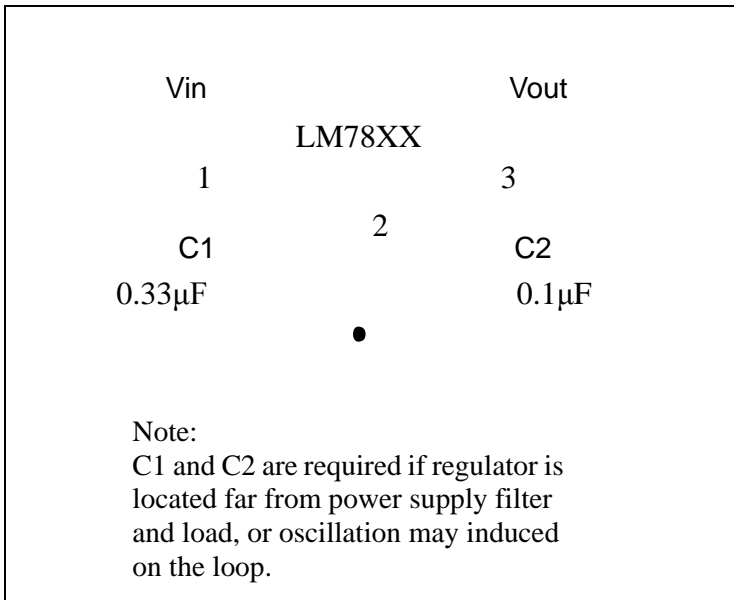 Vin Vout
LM78XX
1 3
2
C1 C2
0.33μF 0.1μF
Note:
C1 and C2 are required if regulator is
located far from power supply filter
and load, or oscillation may induced
on the loop.